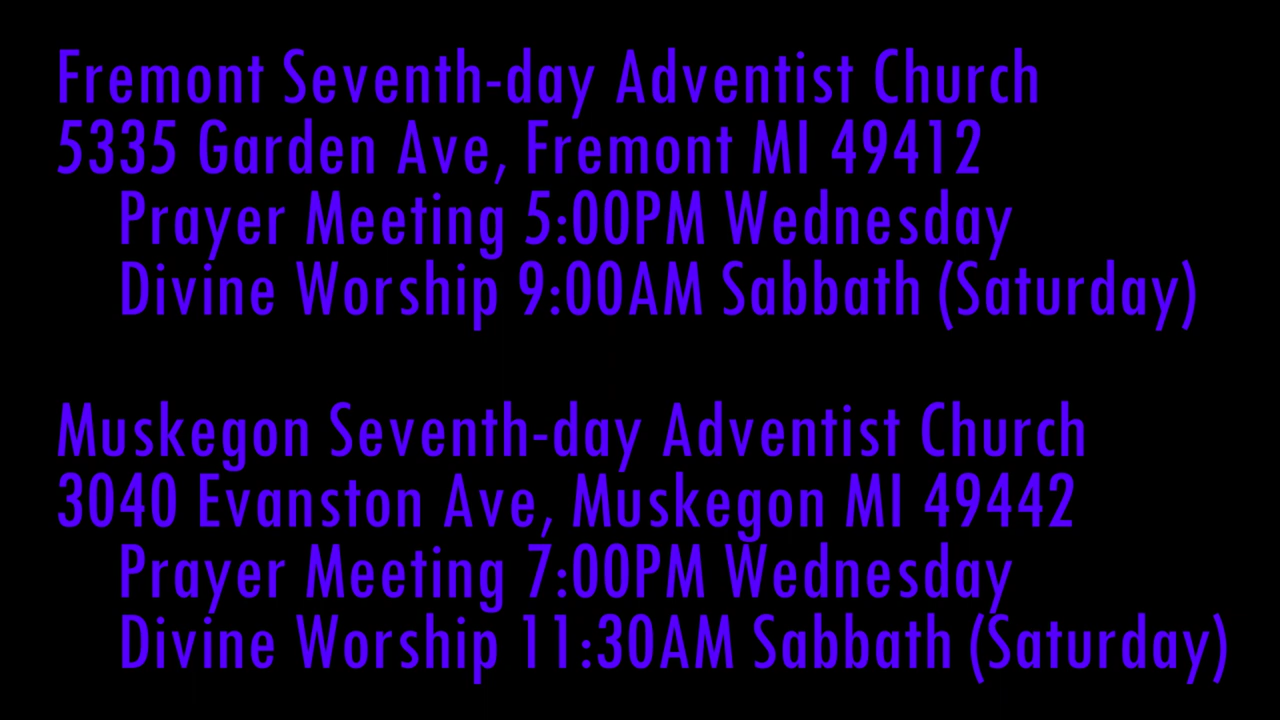 Fremont Seventh-day Adventist Church
5335 Garden Ave, Fremont MI 49412
Prayer Meeting 5:00PM Wednesday
Divine Worship 9:00AM Sabbath (Saturday)
Muskegon Seventh-day Adventist Church
3040 Evanston Ave, Muskegon MI 49442
Prayer Meeting 7:00PM Wednesday
Divine Worship 11:30AM Sabbath (Saturday)